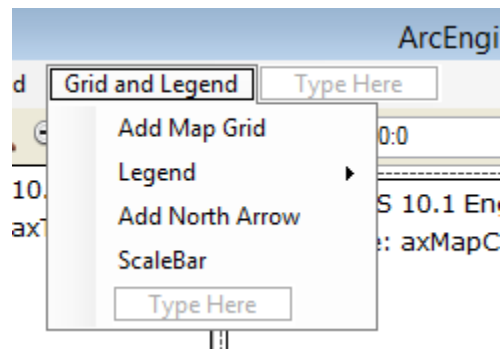 ArcEngi
d Grid and Legend Type Here
Add Map Grid
0:0
Legend
10.
S 10.1 Eng
Add North Arrow
ax
: axMapC
ScaleBar
Type Here